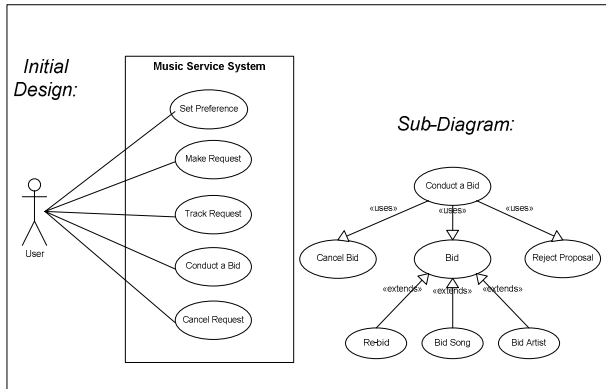 Initial
Design:
Music Service System
Set Preference
Make Request
Track Request
Conduct a Bid
Cancel Request
User
Sub-Diagram:
Conduct a Bid
«uses»
«uses»
«uses»
Cancel Bid
Bid
Reject Proposal
«extends»
«extends»
«extends»
Re-bid
Bid Song
Bid Artist